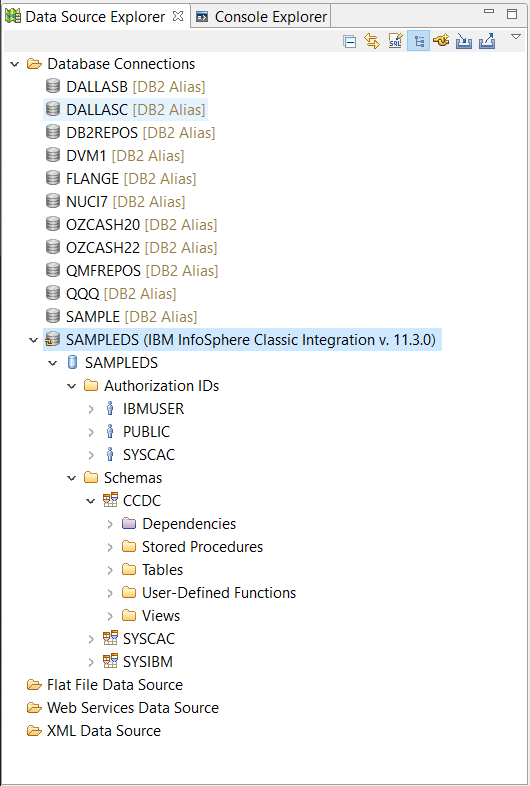 Data Source Explorer Console Explorer
SQL
Database Connections
DALLASB [DB2 Alias]
DALLASC [DB2 Alias]
DB2REPOS [DB2 Alias]
DVM1 [DB2 Alias]
FLANGE [DB2 Alias]
NUCI7 [DB2 Alias]
OZCASH20 [DB2 Alias]
OZCASH22 [DB2 Alias]
QMFREPOS [DB2 Alias]
QQQ [DB2 Alias]
SAMPLE [DB2 Alias]
SAMPLEDS (IBM InfoSphere Classic Integration v. 11.3.0)
SAMPLEDS
Authorization IDs
IBMUSER
PUBLIC
SYSCAC
Schemas
CCDC
Dependencies
Stored Procedures
Tables
User-Defined Functions
Views
SYSCAC
SYSIBM
Flat File Data Source
Web Services Data Source
XML Data Source